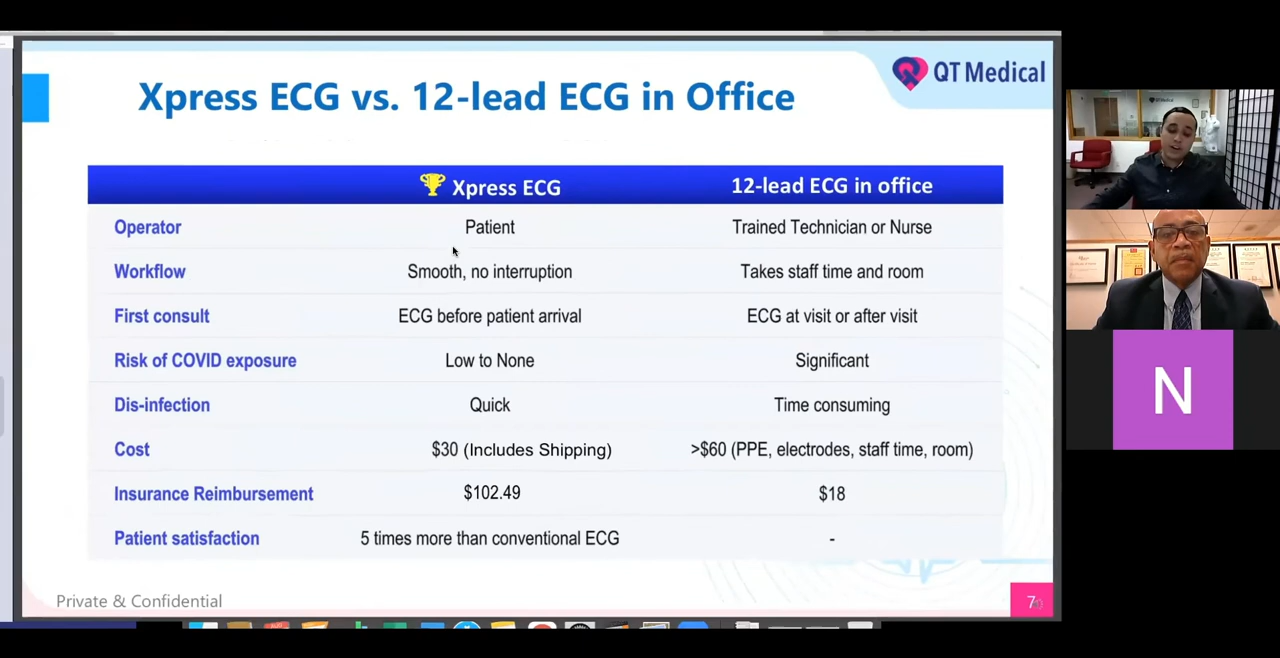 Xpress ECG vs. 12-lead ECG in Office
QT Medical
🏆 Xpress ECG 12-lead ECG in office
Operator Patient Trained Technician or Nurse
Workflow Smooth, no interruption Takes staff time and room
First consult ECG before patient arrival ECG at visit or after visit
Risk of COVID exposure Low to None Significant
Dis-infection Quick Time consuming
Cost $30 (Includes Shipping) >$60 (PPE, electrodes, staff time, room)
Insurance Reimbursement $102.49 $18
Patient satisfaction 5 times more than conventional ECG -
Private & Confidential
7
QT Medical
N